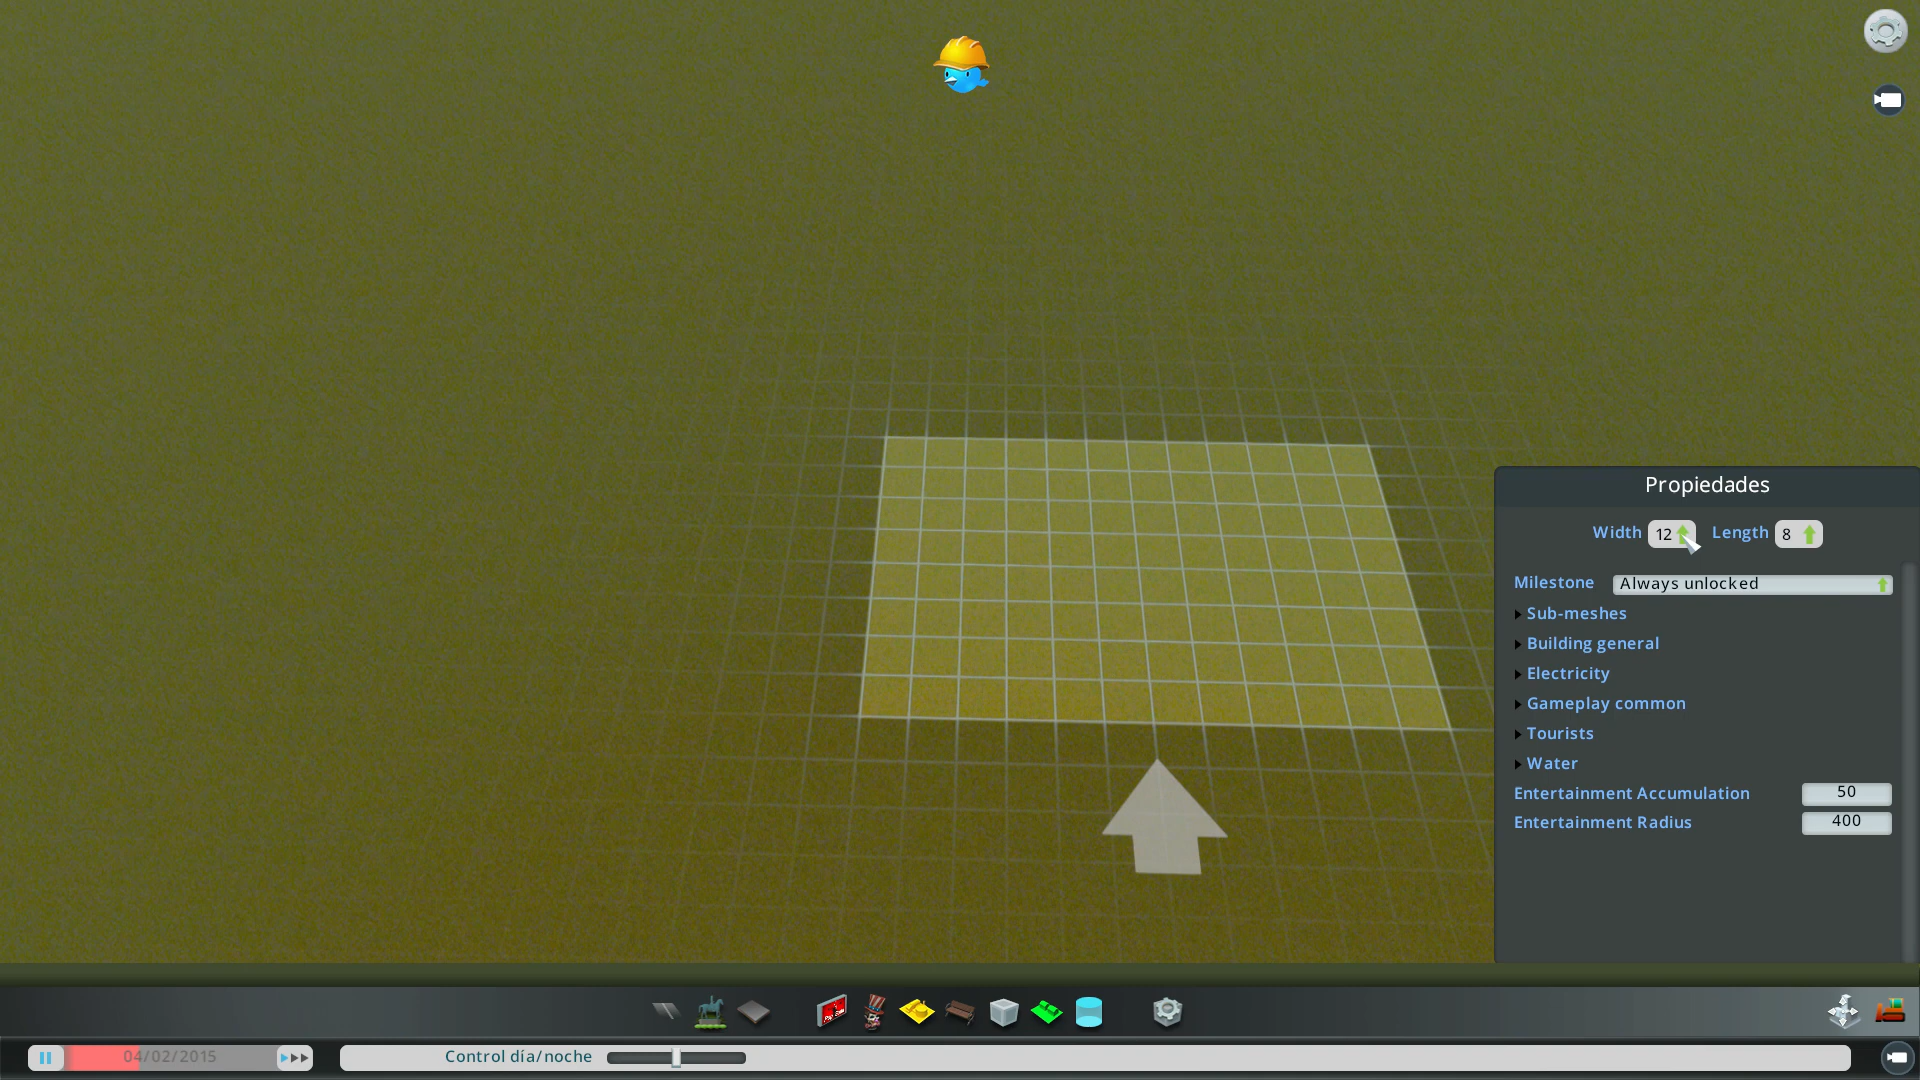 Propiedades
Width 12 Length 8
Milestone Always unlocked
Sub-meshes
Building general
Electricity
Gameplay common
Tourists
Water
Entertainment Accumulation 50
Entertainment Radius 400
04/02/2015
Control día/noche